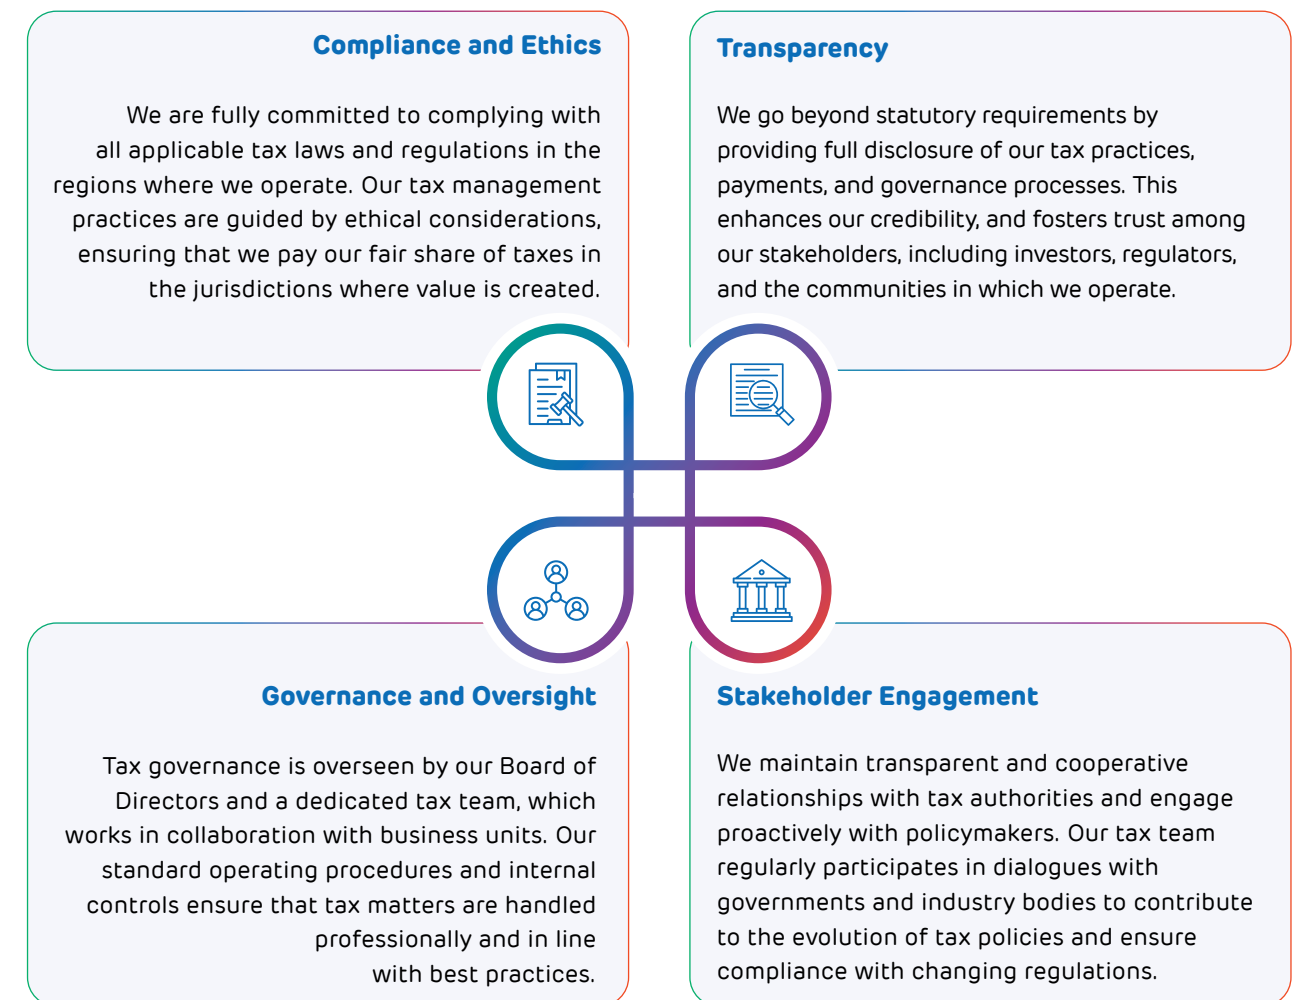 Compliance and Ethics
We are fully committed to complying with
all applicable tax laws and regulations in the
regions where we operate. Our tax management
practices are guided by ethical considerations,
ensuring that we pay our fair share of taxes in
the jurisdictions where value is created.
Transparency
We go beyond statutory requirements by
providing full disclosure of our tax practices,
payments, and governance processes. This
enhances our credibility, and fosters trust among
our stakeholders, including investors, regulators,
and the communities in which we operate.
Governance and Oversight
Tax governance is overseen by our Board of
Directors and a dedicated tax team, which
works in collaboration with business units. Our
standard operating procedures and internal
controls ensure that tax matters are handled
professionally and in line
with best practices.
Stakeholder Engagement
We maintain transparent and cooperative
relationships with tax authorities and engage
proactively with policymakers. Our tax team
regularly participates in dialogues with
governments and industry bodies to contribute
to the evolution of tax policies and ensure
compliance with changing regulations.